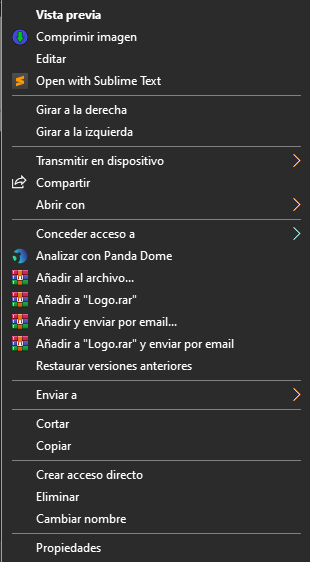 Vista previa
Comprimir imagen
Editar
Open with Sublime Text
Girar a la derecha
Girar a la izquierda
Transmitir en dispositivo
Compartir
Abrir con
Conceder acceso a
Analizar con Panda Dome
Añadir al archivo...
Añadir a "Logo.rar"
Añadir y enviar por email...
Añadir a "Logo.rar" y enviar por email
Restaurar versiones anteriores
Enviar a
Cortar
Copiar
Crear acceso directo
Eliminar
Cambiar nombre
Propiedades